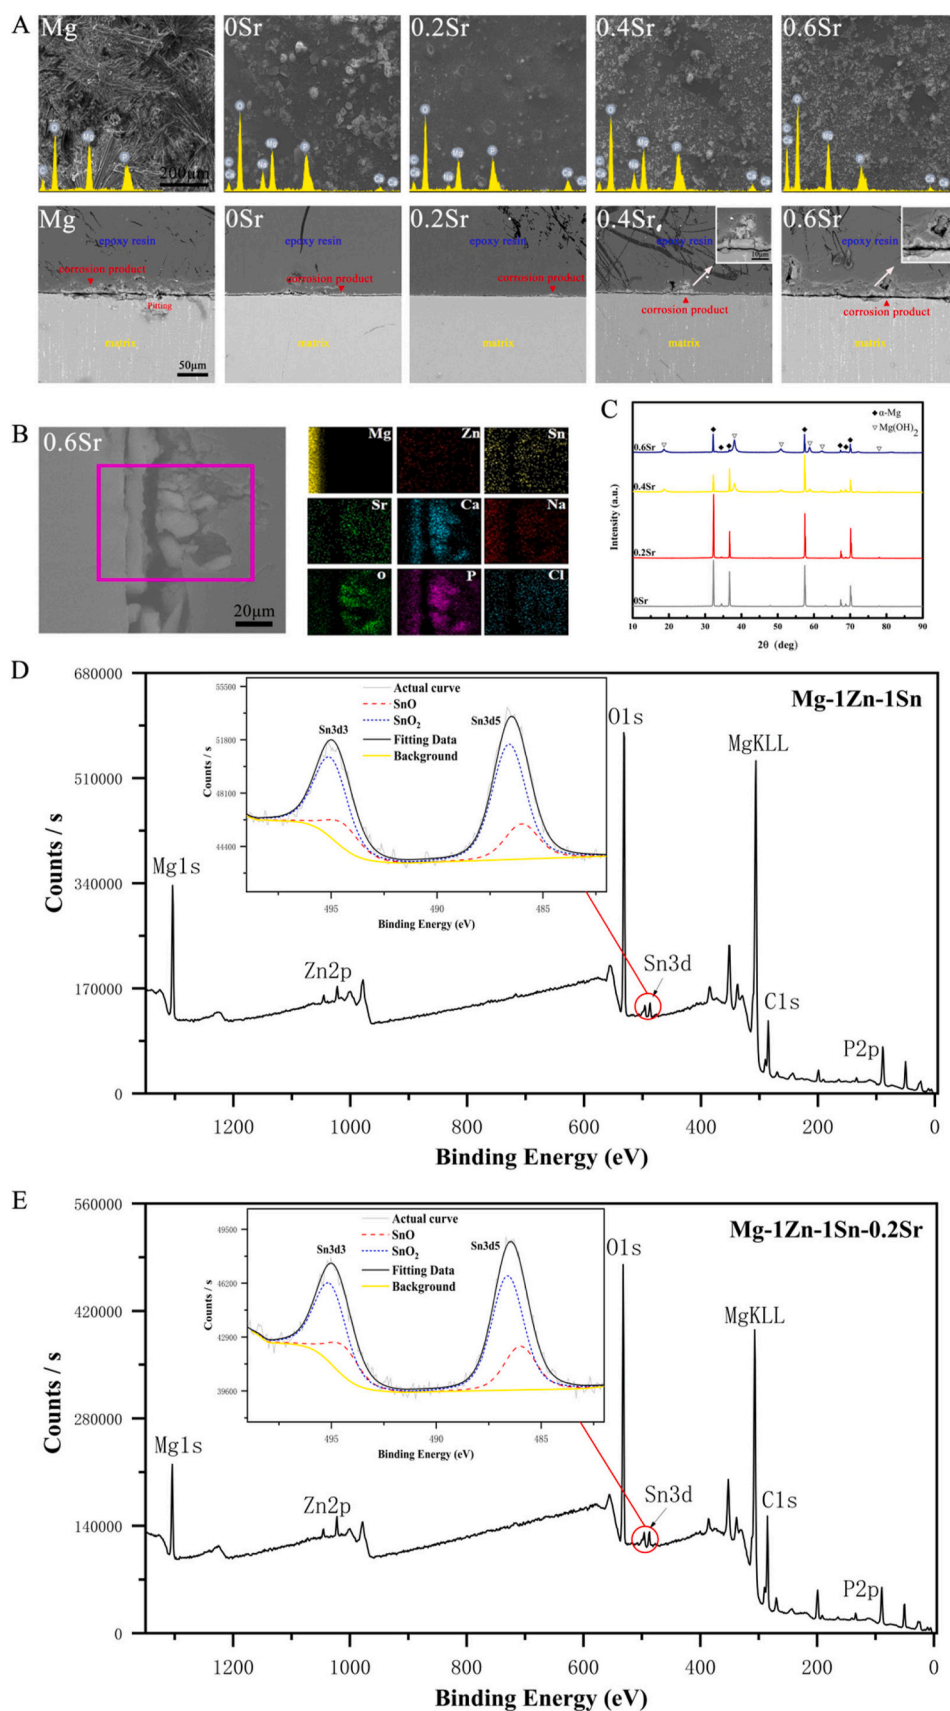 A
Mg
0Sr
0.2Sr
0.4Sr
0.6Sr
O
Mg
P
200μm
Mg
0Sr
0.2Sr
0.4Sr
0.6Sr
epoxy resin
epoxy resin
epoxy resin
epoxy resin
epoxy resin
corrosion product
corrosion product
corrosion product
corrosion product
corrosion product
Pitting
10μm
matrix
matrix
matrix
matrix
matrix
50μm
B
0.6Sr
20μm
Mg
Zn
Sn
Sr
Ca
Na
o
P
Cl
C
α-Mg
Mg(OH)2
0.6Sr
0.4Sr
0.2Sr
0Sr
Intensity (a.u.)
10 20 30 40 50 60 70 80 90
2θ (deg)
D
680000
510000
340000
170000
0
Counts / s
Mg-1Zn-1Sn
55500
51800
48100
44400
Counts / s
Actual curve
SnO
SnO2
Fitting Data
Background
Sn3d3
Sn3d5
495 490 485
Binding Energy (eV)
O1s
MgKLL
Mg1s
Zn2p
Sn3d
C1s
P2p
1200 1000 800 600 400 200 0
Binding Energy (eV)
E
560000
420000
280000
140000
0
Counts / s
Mg-1Zn-1Sn-0.2Sr
49500
46200
42900
39600
Counts / s
Actual curve
SnO
SnO2
Fitting Data
Background
Sn3d3
Sn3d5
495 490 485
Binding Energy (eV)
O1s
MgKLL
Mg1s
Zn2p
Sn3d
C1s
P2p
1200 1000 800 600 400 200 0
Binding Energy (eV)